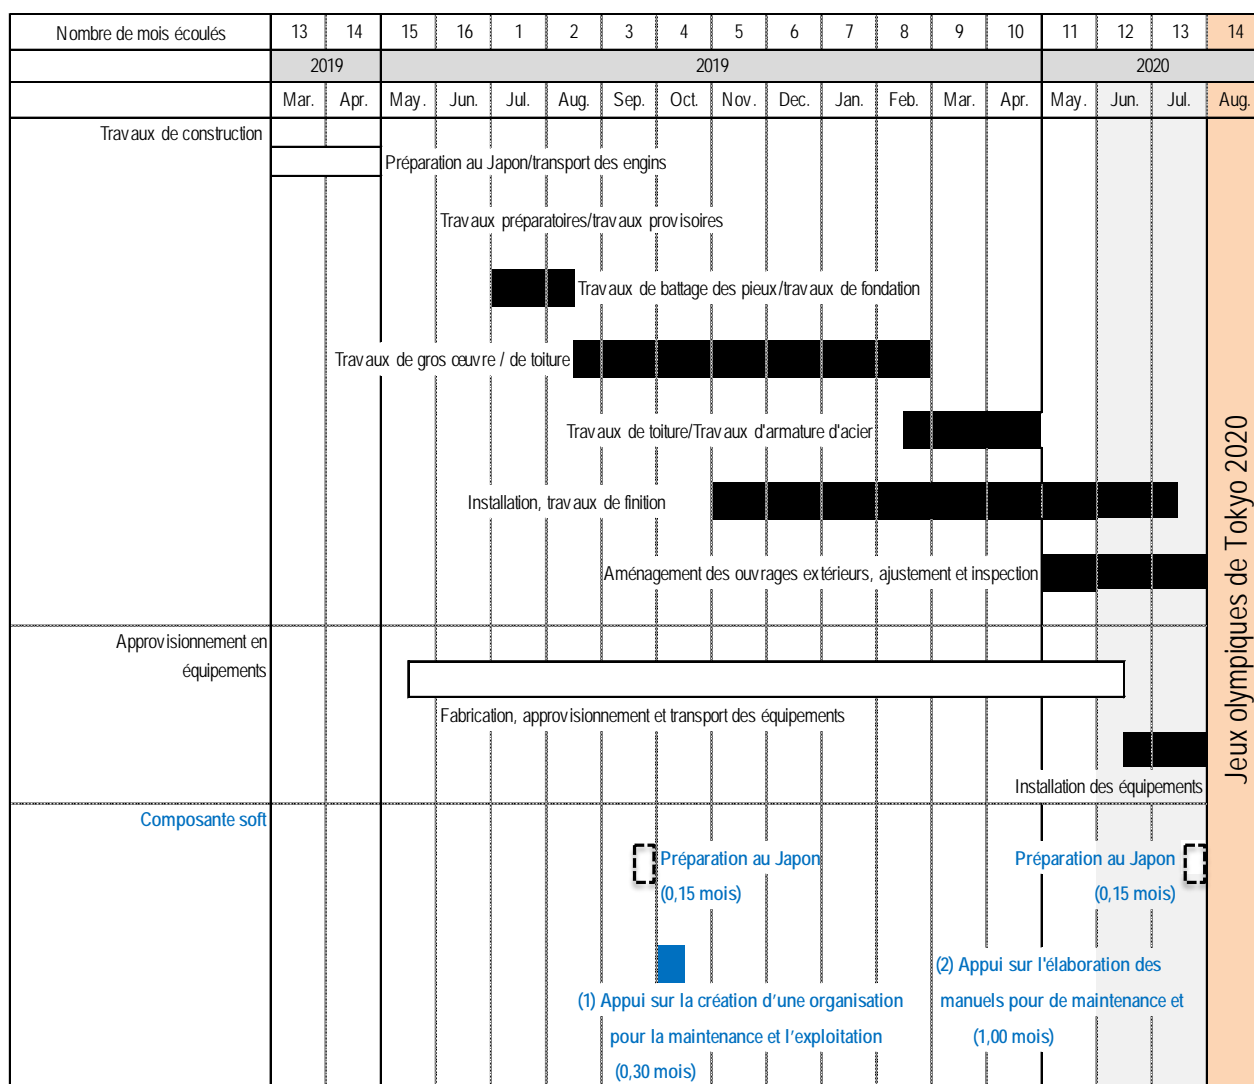 Nombre de mois écoulés 13 14 15 16 1 2 3 4 5 6 7 8 9 10 11 12 13 14
2019 2019 2020
Mar. Apr. May. Jun. Jul. Aug. Sep. Oct. Nov. Dec. Jan. Feb. Mar. Apr. May. Jun. Jul. Aug.
Travaux de construction
Préparation au Japon/transport des engins
Travaux préparatoires/travaux provisoires
Travaux de battage des pieux/travaux de fondation
Travaux de gros œuvre / de toiture
Travaux de toiture/Travaux d'armature d'acier
Installation, travaux de finition
Aménagement des ouvrages extérieurs, ajustement et inspection
Jeux olympiques de Tokyo 2020
Approvisionnement en
équipements
Fabrication, approvisionnement et transport des équipements
Installation des équipements
Composante soft
Préparation au Japon
(0,15 mois)
Préparation au Japon
(0,15 mois)
(1) Appui sur la création d'une organisation
pour la maintenance et l'exploitation
(0,30 mois)
(2) Appui sur l'élaboration des
manuels pour de maintenance et
(1,00 mois)